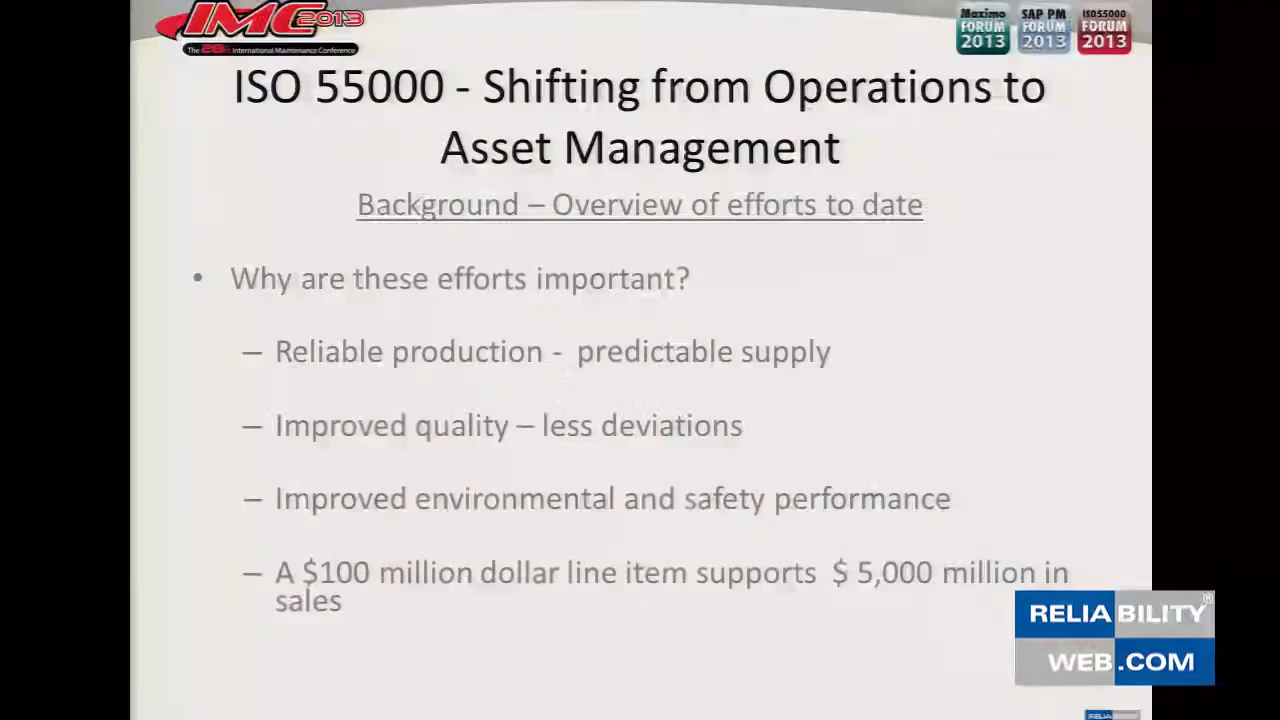 IMC 2013
The 28th International Maintenance Conference
Maximo FORUM 2013
SAP PM FORUM 2013
ISO55000 FORUM 2013
ISO 55000 - Shifting from Operations to
Asset Management
Background – Overview of efforts to date
• Why are these efforts important?
– Reliable production - predictable supply
– Improved quality – less deviations
– Improved environmental and safety performance
– A $100 million dollar line item supports $ 5,000 million in
sales
RELIABILITY®
WEB.COM